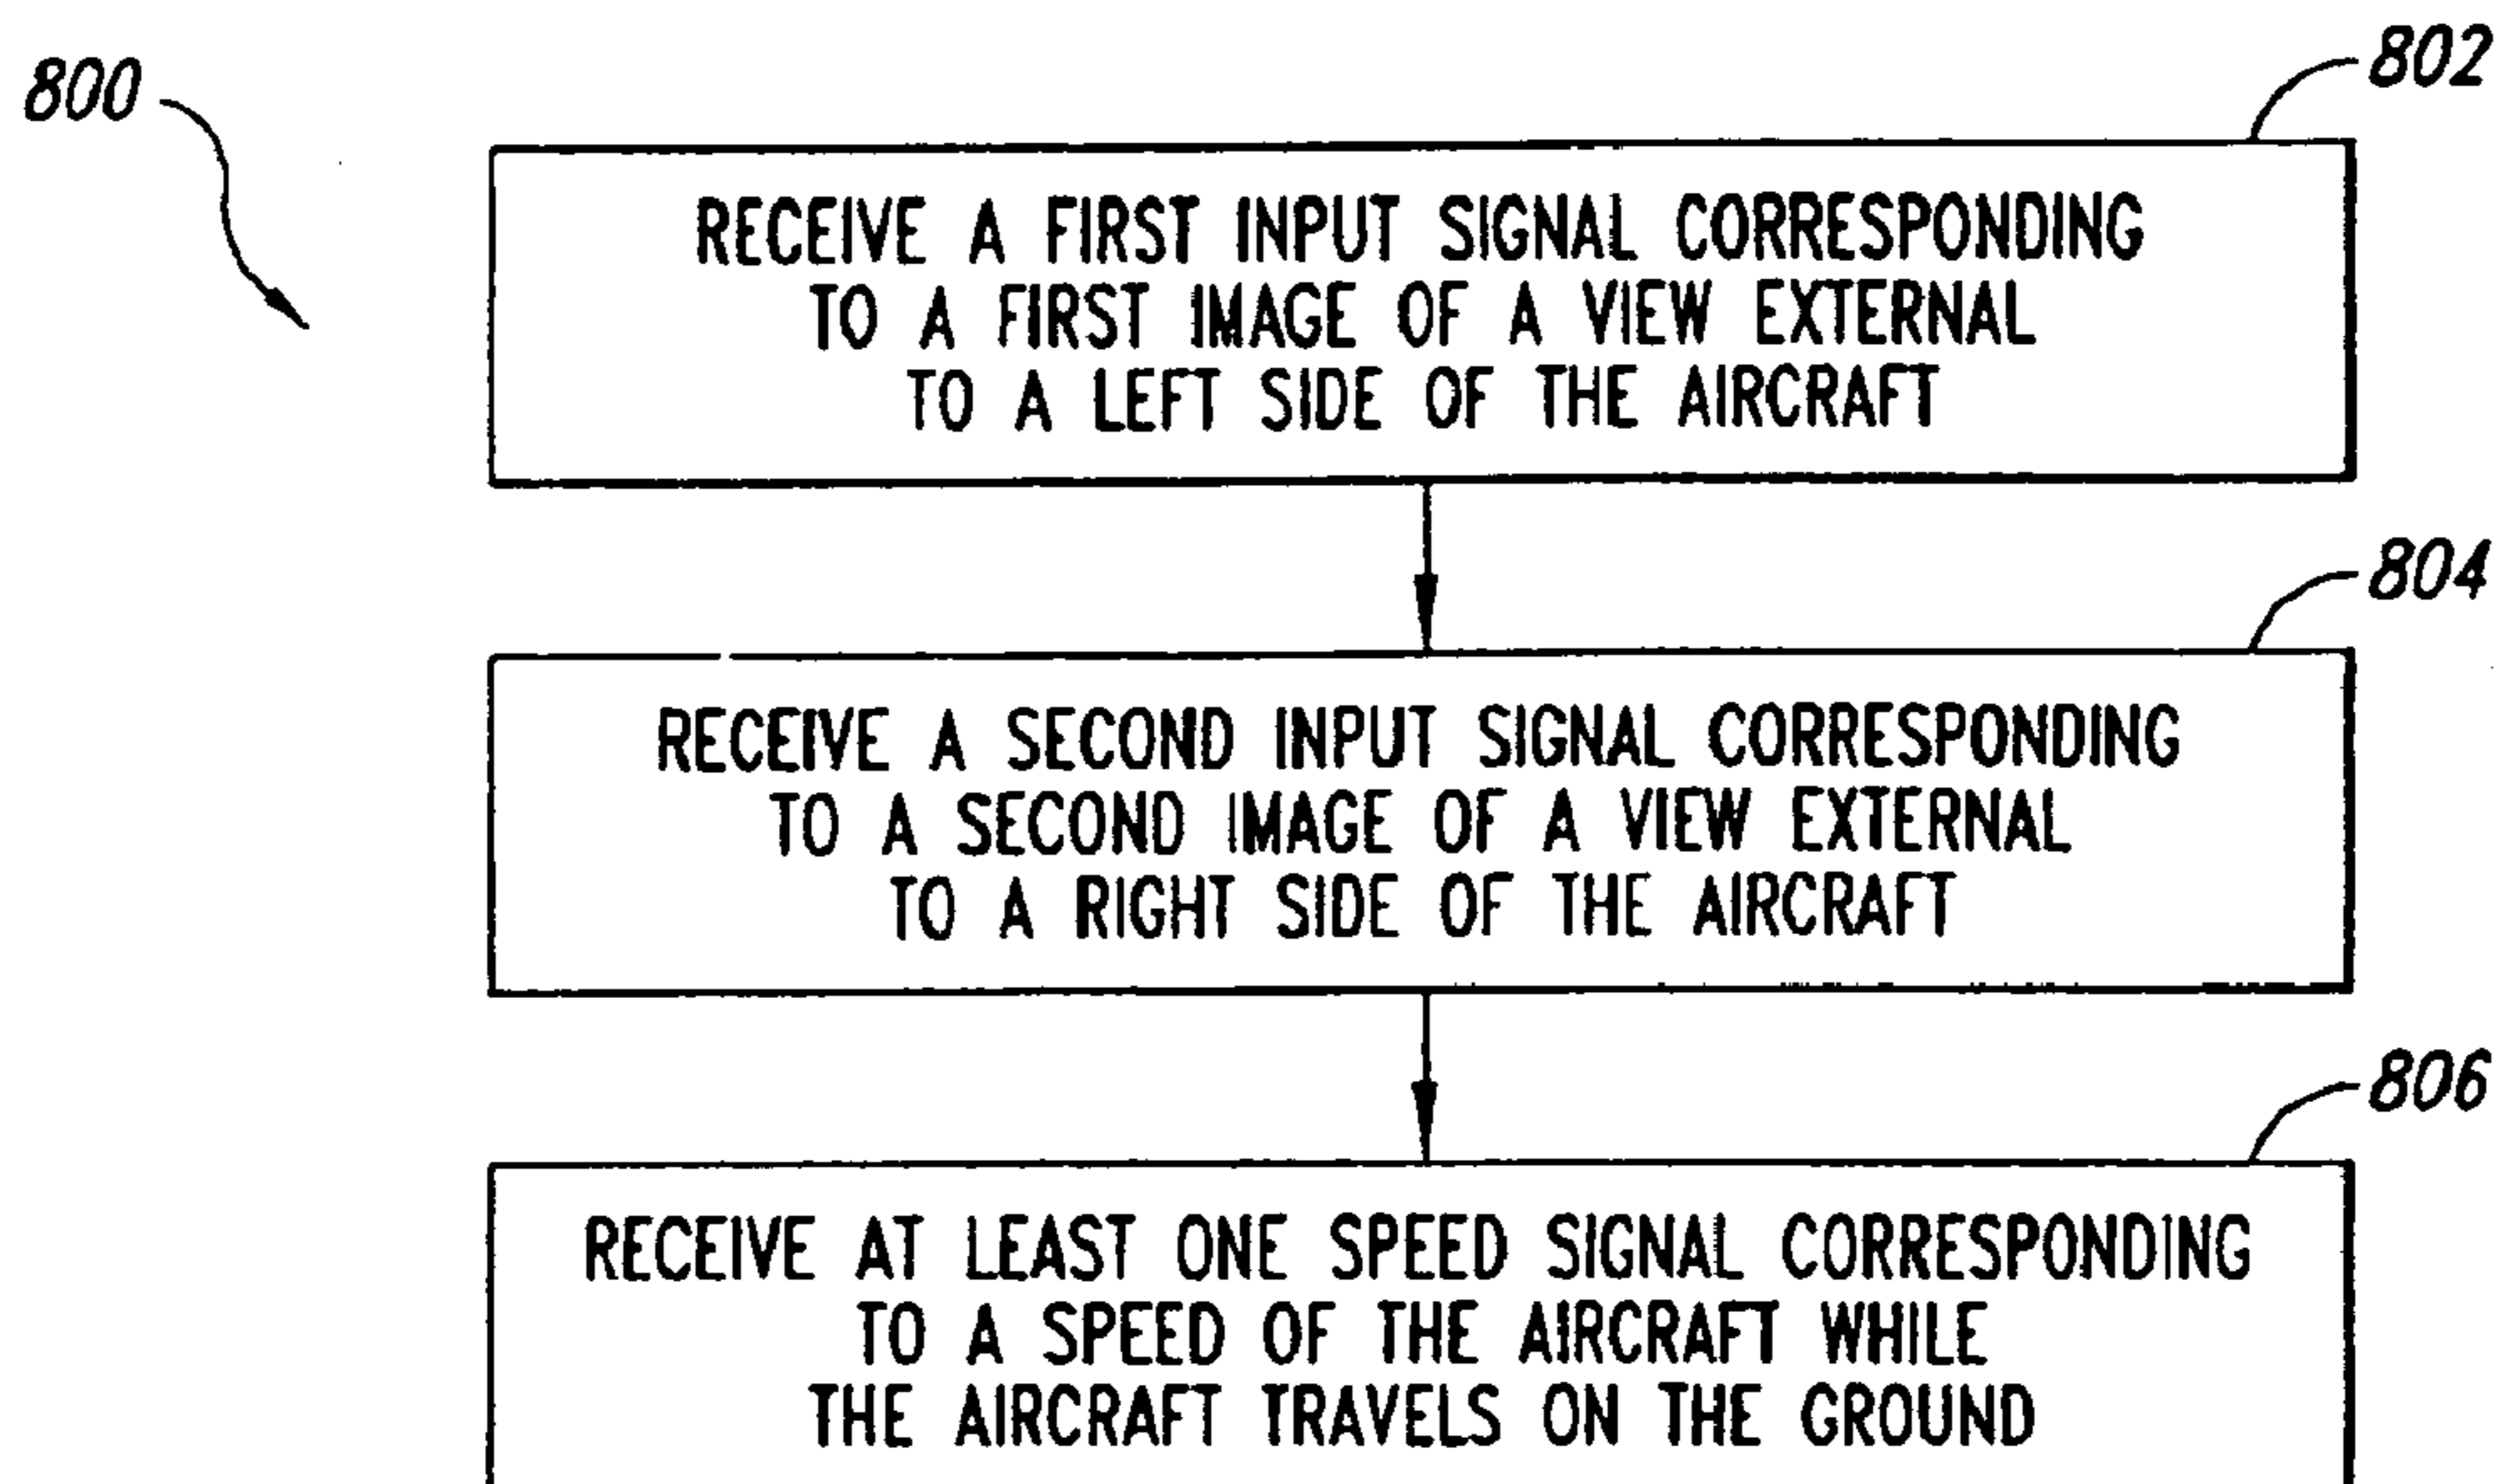 800
802
RECEIVE A FIRST INPUT SIGNAL CORRESPONDING
TO A FIRST IMAGE OF A VIEW EXTERNAL
TO A LEFT SIDE OF THE AIRCRAFT
804
RECEIVE A SECOND INPUT SIGNAL CORRESPONDING
TO A SECOND IMAGE OF A VIEW EXTERNAL
TO A RIGHT SIDE OF THE AIRCRAFT
806
RECEIVE AT LEAST ONE SPEED SIGNAL CORRESPONDING
TO A SPEED OF THE AIRCRAFT WHILE
THE AIRCRAFT TRAVELS ON THE GROUND